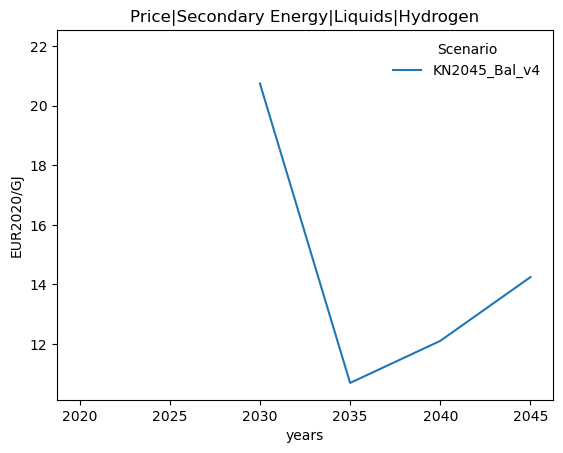 Price|Secondary Energy|Liquids|Hydrogen
Scenario
KN2045_Bal_v4
EUR2020/GJ
22
20
18
16
14
12
2020 2025 2030 2035 2040 2045
years